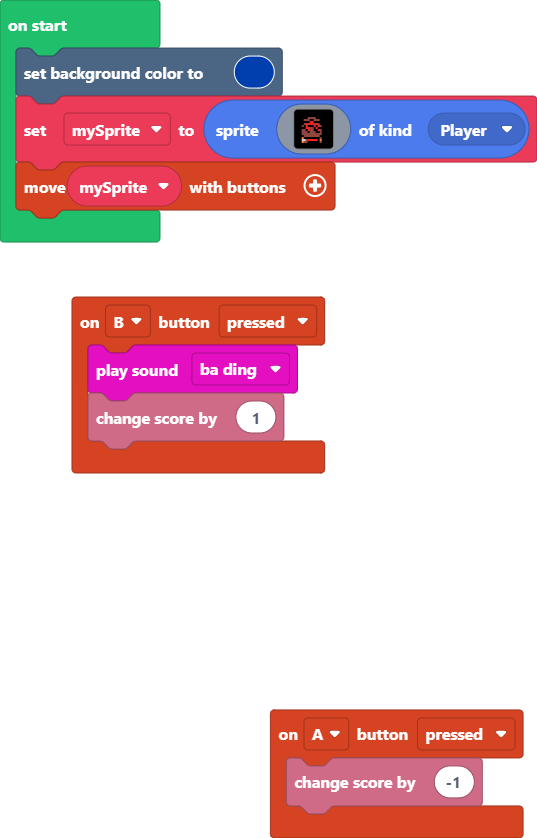 on start
set background color to
set mySprite to sprite of kind Player
move mySprite with buttons
on B button pressed
play sound ba ding
change score by 1
on A button pressed
change score by -1